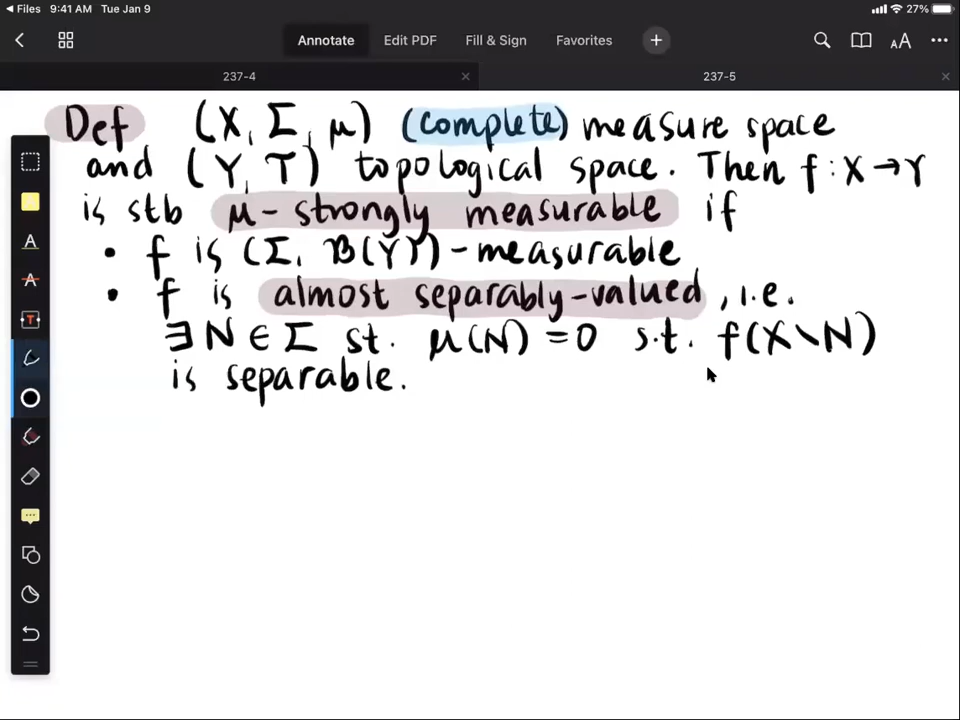 Files 9:41 AM Tue Jan 9 27%
Annotate Edit PDF Fill & Sign Favorites
237-4 237-5
Def (X, Σ, μ) (complete) measure space
and (Y, T) topological space. Then f: X → Y
is stb μ-strongly measurable if
• f is (Σ, B(Y))-measurable
• f is almost separably-valued, i.e.
∃ N ∈ Σ st. μ(N) = 0 s.t. f(X \ N)
is separable.